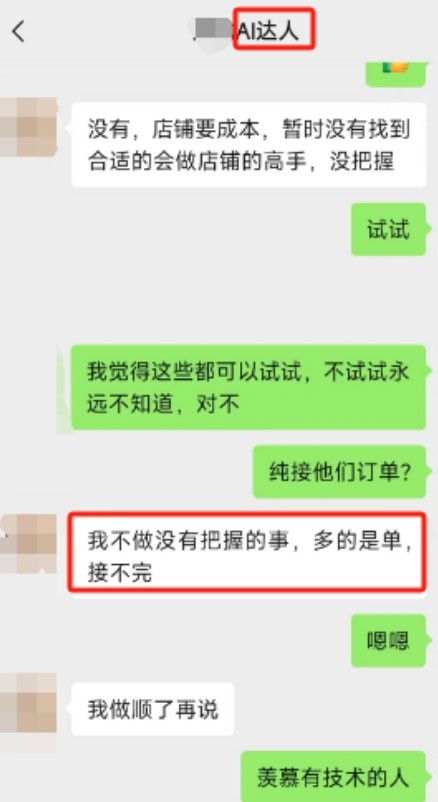 AI达人
没有，店铺要成本，暂时没有找到
合适的会做店铺的高手，没把握
试试
我觉得这些都可以试试，不试试永
远不知道，对不
纯接他们订单？
我不做没有把握的事，多的是单，
接不完
嗯嗯
我做顺了再说
羡慕有技术的人